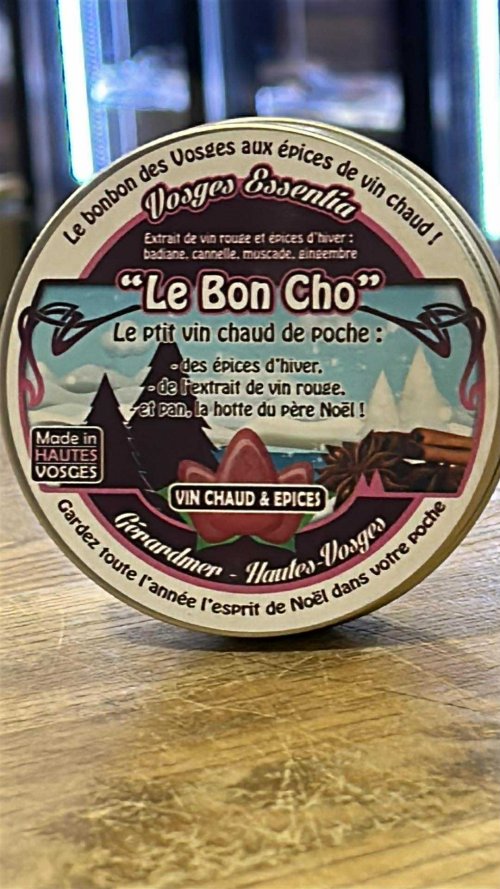 Le bonbon des Vosges aux épices de vin chaud !
Vosges Essentia
Extrait de vin rouge et épices d'hiver :
badiane, cannelle, muscade, gingembre
"Le Bon Cho"
Le ptit vin chaud de poche :
- des épices d'hiver,
- de l'extrait de vin rouge,
- et pan, la hotte du père Noël !
Made in
HAUTES
VOSGES
VIN CHAUD & EPICES
Gérardmer - Hautes-Vosges
Gardez toute l'année l'esprit de Noël dans votre poche